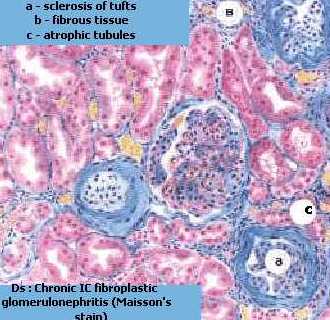 a - sclerosis of tufts
b - fibrous tissue
c - atrophic tubules
B
c
a
Ds : Chronic IC fibroplastic
glomerulonephritis (Maisson's
stain)